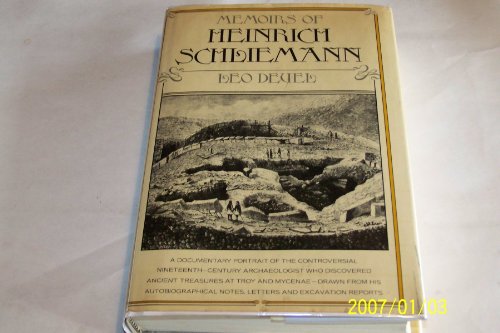 MEMOIRS OF
HEINRICH
SCHLIEMANN
LEO DEUEL
A DOCUMENTARY PORTRAIT OF THE CONTROVERSIAL
NINETEENTH-CENTURY ARCHAEOLOGIST WHO DISCOVERED
ANCIENT TREASURES AT TROY AND MYCENAE-DRAWN FROM HIS
AUTOBIOGRAPHICAL NOTES, LETTERS AND EXCAVATION REPORTS
2007/01/03